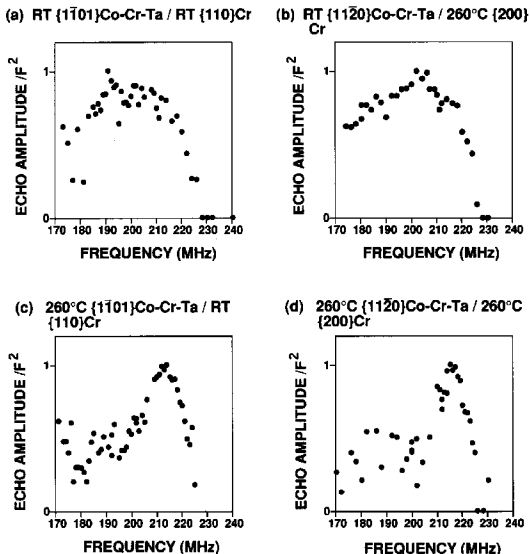 (a) RT {11̄01}Co-Cr-Ta / RT {110}Cr
ECHO AMPLITUDE /F²
1
0
170 180 190 200 210 220 230 240
FREQUENCY (MHz)
(b) RT {112̄0}Co-Cr-Ta / 260°C {200}
Cr
ECHO AMPLITUDE /F²
1
0
170 180 190 200 210 220 230 240
FREQUENCY (MHz)
(c) 260°C {11̄01}Co-Cr-Ta / RT
{110}Cr
ECHO AMPLITUDE /F²
1
0
170 180 190 200 210 220 230 240
FREQUENCY (MHz)
(d) 260°C {112̄0}Co-Cr-Ta / 260°C
{200}Cr
ECHO AMPLITUDE /F²
1
0
170 180 190 200 210 220 230 240
FREQUENCY (MHz)